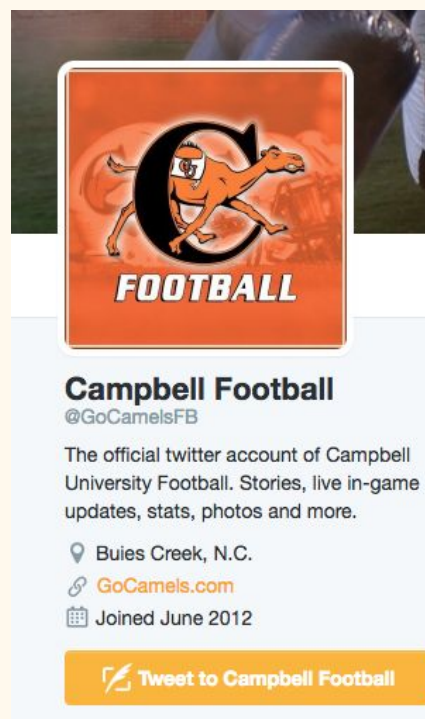 C
CU
FOOTBALL
Campbell Football
@GoCamelsFB
The official twitter account of Campbell
University Football. Stories, live in-game
updates, stats, photos and more.
Buies Creek, N.C.
GoCamels.com
Joined June 2012
Tweet to Campbell Football